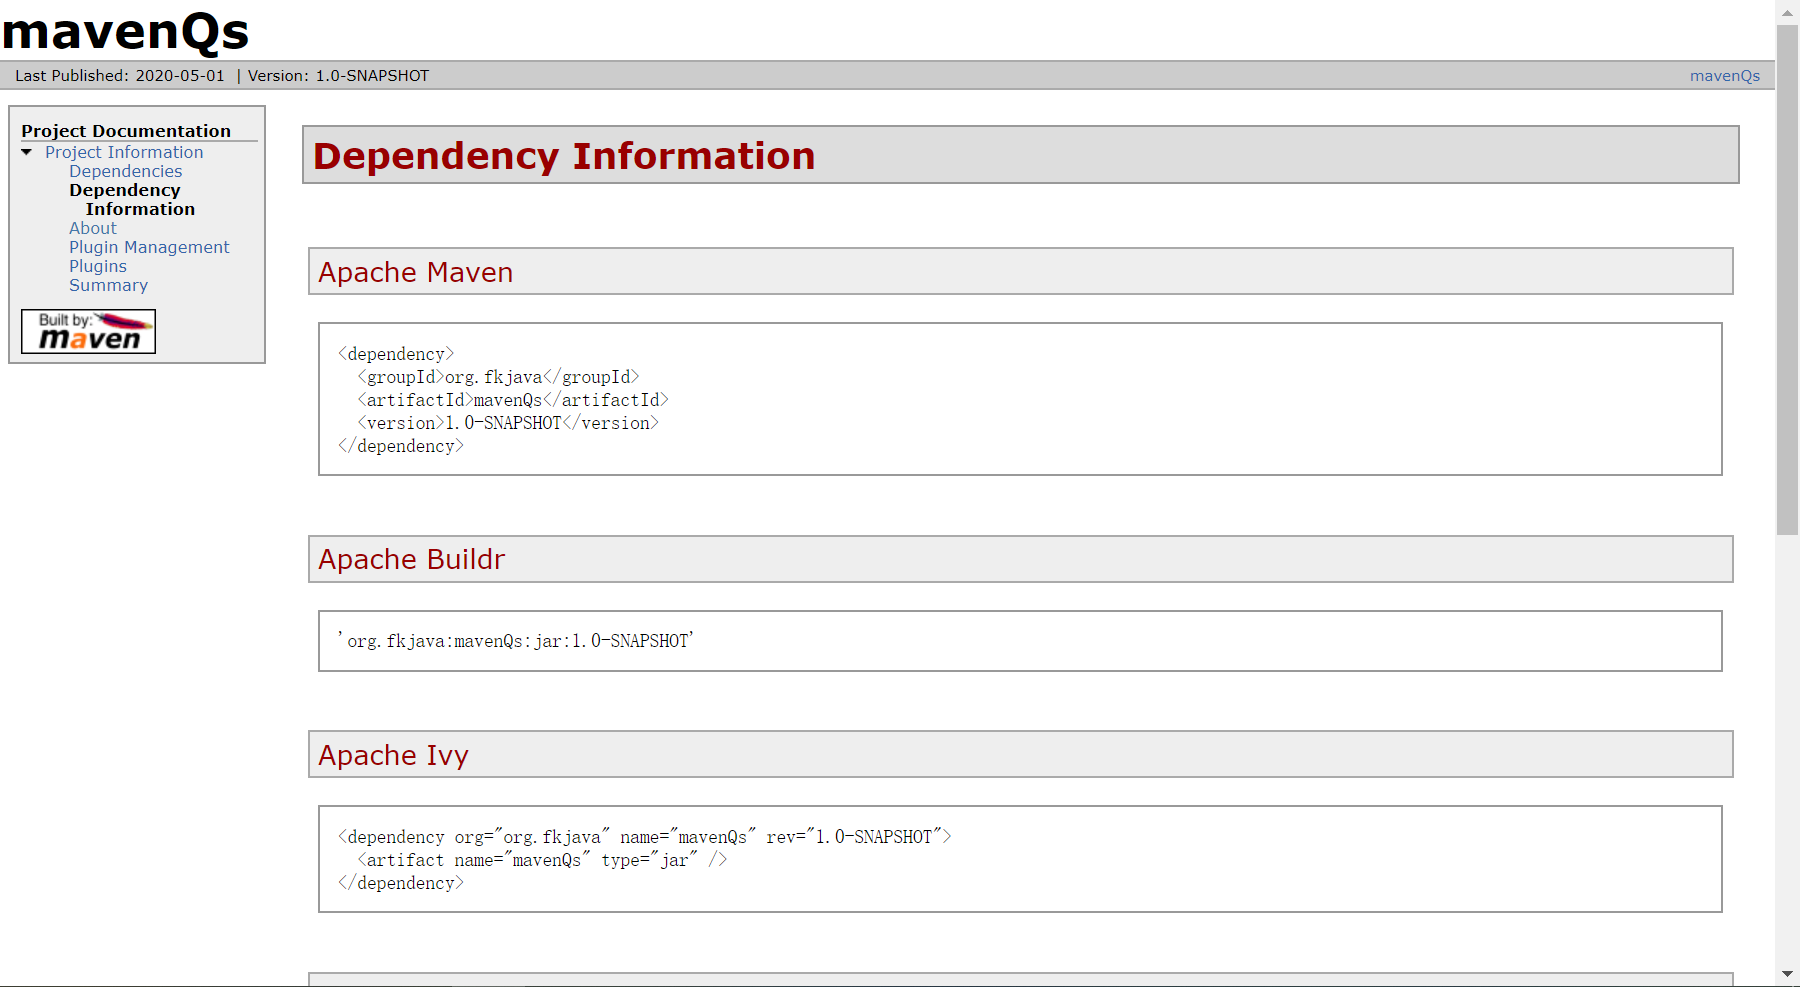 mavenQs
Last Published: 2020-05-01 | Version: 1.0-SNAPSHOT
mavenQs
Project Documentation
Project Information
Dependencies
Dependency
Information
About
Plugin Management
Plugins
Summary
Built by:
maven
Dependency Information
Apache Maven
<dependency>
  <groupId>org.fkjava</groupId>
  <artifactId>mavenQs</artifactId>
  <version>1.0-SNAPSHOT</version>
</dependency>
Apache Buildr
'org.fkjava:mavenQs:jar:1.0-SNAPSHOT'
Apache Ivy
<dependency org="org.fkjava" name="mavenQs" rev="1.0-SNAPSHOT">
  <artifact name="mavenQs" type="jar" />
</dependency>